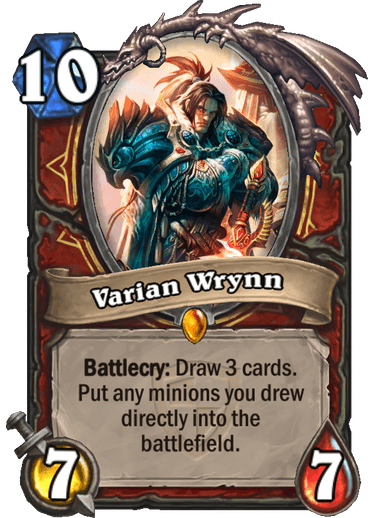 10
Varian Wrynn
Battlecry: Draw 3 cards.
Put any minions you drew
directly into the
battlefield.
7
7